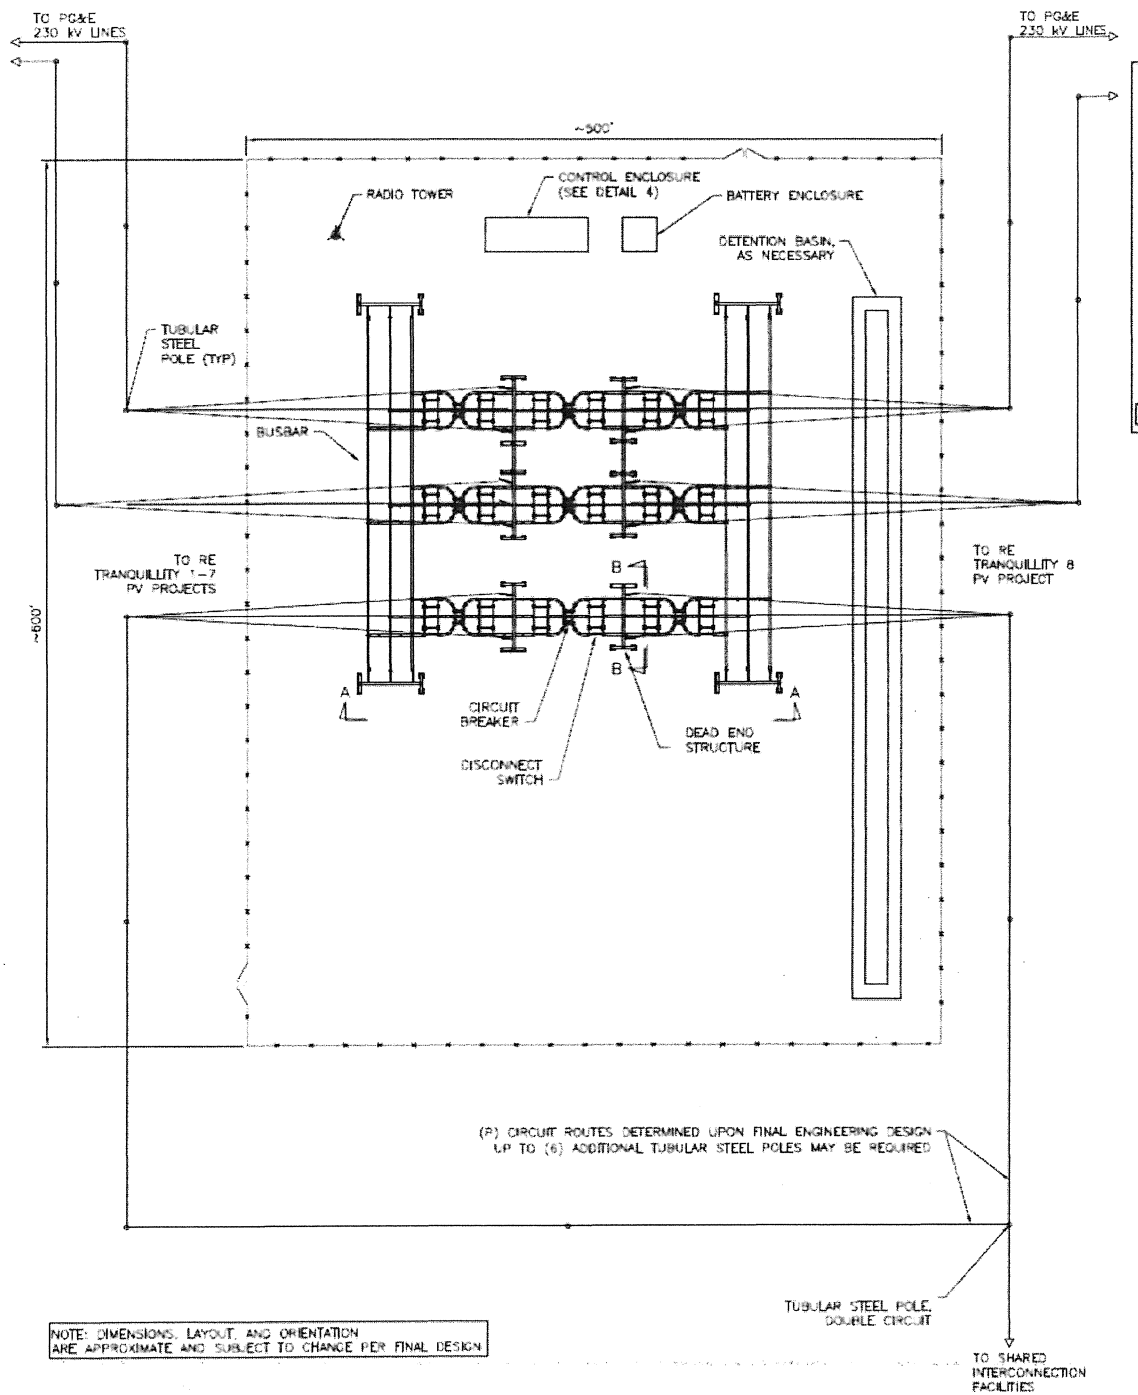 TO PG&E
230 kV LINES
TO PG&E
230 kV LINES
~500'
RADIO TOWER
CONTROL ENCLOSURE
(SEE DETAIL 4)
BATTERY ENCLOSURE
DETENTION BASIN,
AS NECESSARY
TUBULAR
STEEL
POLE (TYP)
BUSBAR
TO RE
TRANQUILLITY 1-7
PV PROJECTS
B
TO RE
TRANQUILLITY 8
PV PROJECT
~600'
B
A
A
CIRCUIT
BREAKER
DEAD END
STRUCTURE
DISCONNECT
SWITCH
(P) CIRCUIT ROUTES DETERMINED UPON FINAL ENGINEERING DESIGN
UP TO (6) ADDITIONAL TUBULAR STEEL POLES MAY BE REQUIRED
TUBULAR STEEL POLE,
DOUBLE CIRCUIT
NOTE: DIMENSIONS, LAYOUT, AND ORIENTATION
ARE APPROXIMATE AND SUBJECT TO CHANGE PER FINAL DESIGN
TO SHARED
INTERCONNECTION
FACILITIES